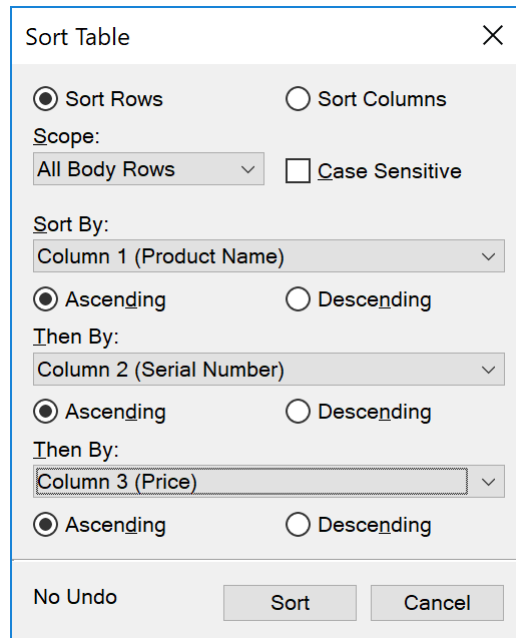 Sort Table
Sort Rows Sort Columns
Scope:
All Body Rows Case Sensitive
Sort By:
Column 1 (Product Name)
Ascending Descending
Then By:
Column 2 (Serial Number)
Ascending Descending
Then By:
Column 3 (Price)
Ascending Descending
No Undo Sort Cancel